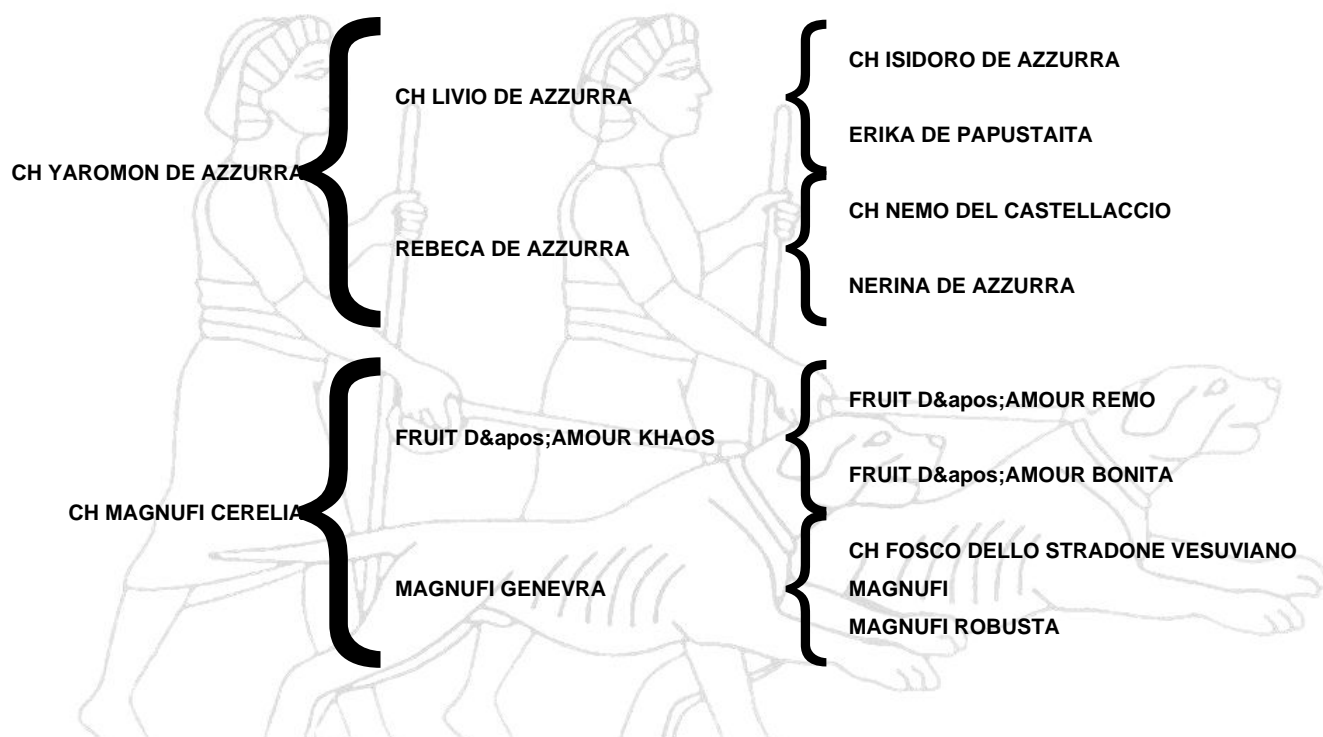 CH YAROMON DE AZZURRA
CH LIVIO DE AZZURRA
CH ISIDORO DE AZZURRA
ERIKA DE PAPUSTAITA
REBECA DE AZZURRA
CH NEMO DEL CASTELLACCIO
NERINA DE AZZURRA
CH MAGNUFI CERELIA
FRUIT D&apos;AMOUR KHAOS
FRUIT D&apos;AMOUR REMO
FRUIT D&apos;AMOUR BONITA
MAGNUFI GENEVRA
CH FOSCO DELLO STRADONE VESUVIANO
MAGNUFI
MAGNUFI ROBUSTA